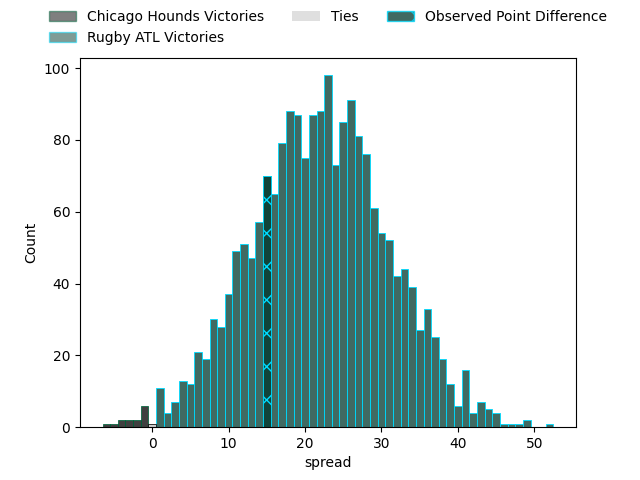 Chicago Hounds Victories
Rugby ATL Victories
Ties
Observed Point Difference
100
80
60
40
20
0
Count
0 10 20 30 40 50
spread